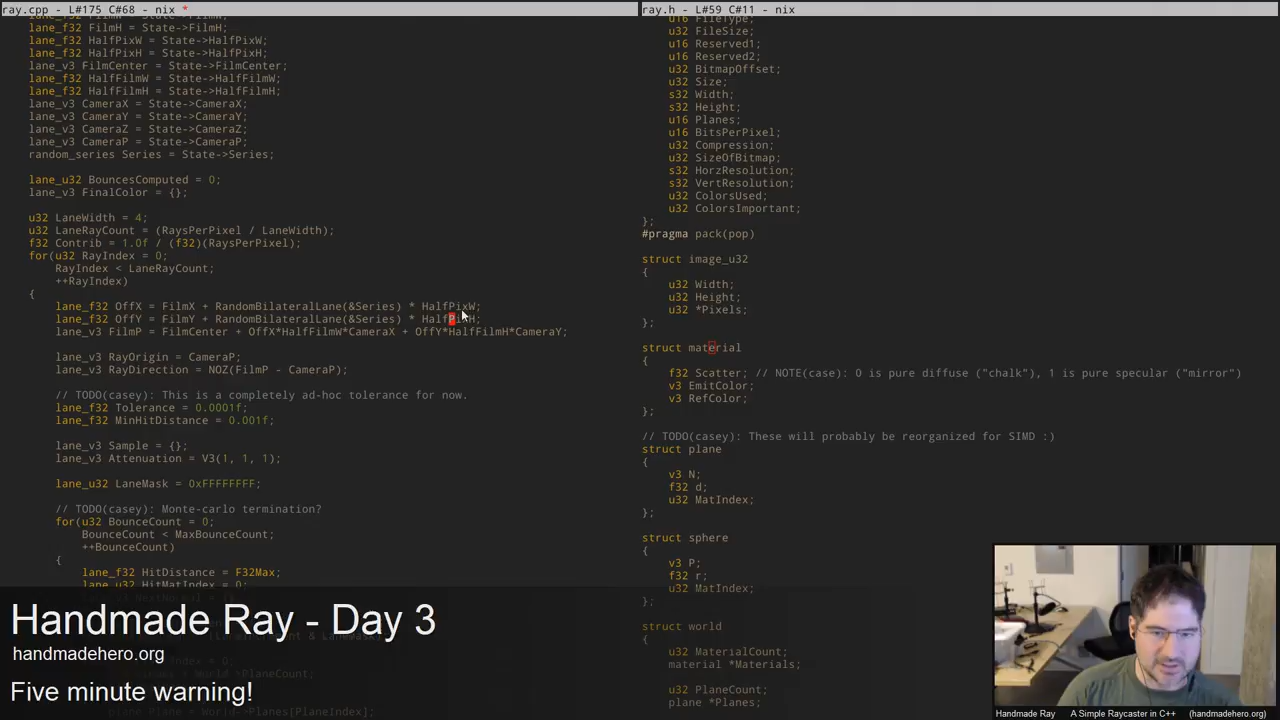 ray.cpp - L#175 C#68 - nix *
lane_f32 FilmH = State->FilmH;
lane_f32 HalfPixW = State->HalfPixW;
lane_f32 HalfPixH = State->HalfPixH;
lane_v3 FilmCenter = State->FilmCenter;
lane_f32 HalfFilmW = State->HalfFilmW;
lane_f32 HalfFilmH = State->HalfFilmH;
lane_v3 CameraX = State->CameraX;
lane_v3 CameraY = State->CameraY;
lane_v3 CameraZ = State->CameraZ;
lane_v3 CameraP = State->CameraP;
random_series Series = State->Series;
lane_u32 BouncesComputed = 0;
lane_v3 FinalColor = {};
u32 LaneWidth = 4;
u32 LaneRayCount = (RaysPerPixel / LaneWidth);
f32 Contrib = 1.0f / (f32)(RaysPerPixel);
for(u32 RayIndex = 0;
RayIndex < LaneRayCount;
++RayIndex)
{
lane_f32 OffX = FilmX + RandomBilateralLane(&Series) * HalfPixW;
lane_f32 OffY = FilmY + RandomBilateralLane(&Series) * HalfPixH;
lane_v3 FilmP = FilmCenter + OffX*HalfFilmW*CameraX + OffY*HalfFilmH*CameraY;
lane_v3 RayOrigin = CameraP;
lane_v3 RayDirection = NOZ(FilmP - CameraP);
// TODO(casey): This is a completely ad-hoc tolerance for now.
lane_f32 Tolerance = 0.0001f;
lane_f32 MinHitDistance = 0.001f;
lane_v3 Sample = {};
lane_v3 Attenuation = V3(1, 1, 1);
lane_u32 LaneMask = 0xFFFFFFFF;
// TODO(casey): Monte-carlo termination?
for(u32 BounceCount = 0;
BounceCount < MaxBounceCount;
++BounceCount)
{
lane_f32 HitDistance = F32Max;
ray.h - L#59 C#11 - nix
u16 FileType;
u32 FileSize;
u16 Reserved1;
u16 Reserved2;
u32 BitmapOffset;
u32 Size;
s32 Width;
s32 Height;
u16 Planes;
u16 BitsPerPixel;
u32 Compression;
u32 SizeOfBitmap;
s32 HorzResolution;
s32 VertResolution;
u32 ColorsUsed;
u32 ColorsImportant;
};
#pragma pack(pop)
struct image_u32
{
u32 Width;
u32 Height;
u32 *Pixels;
};
struct material
{
f32 Scatter; // NOTE(case): 0 is pure diffuse ("chalk"), 1 is pure specular ("mirror")
v3 EmitColor;
v3 RefColor;
};
// TODO(casey): These will probably be reorganized for SIMD :)
struct plane
{
v3 N;
f32 d;
u32 MatIndex;
};
struct sphere
{
v3 P;
f32 r;
u32 MatIndex;
};
struct world
{
u32 MaterialCount;
material *Materials;
u32 PlaneCount;
plane *Planes;
Handmade Ray - Day 3
handmadehero.org
Five minute warning!
Handmade Ray A Simple Raycaster in C++ (handmadehero.org)